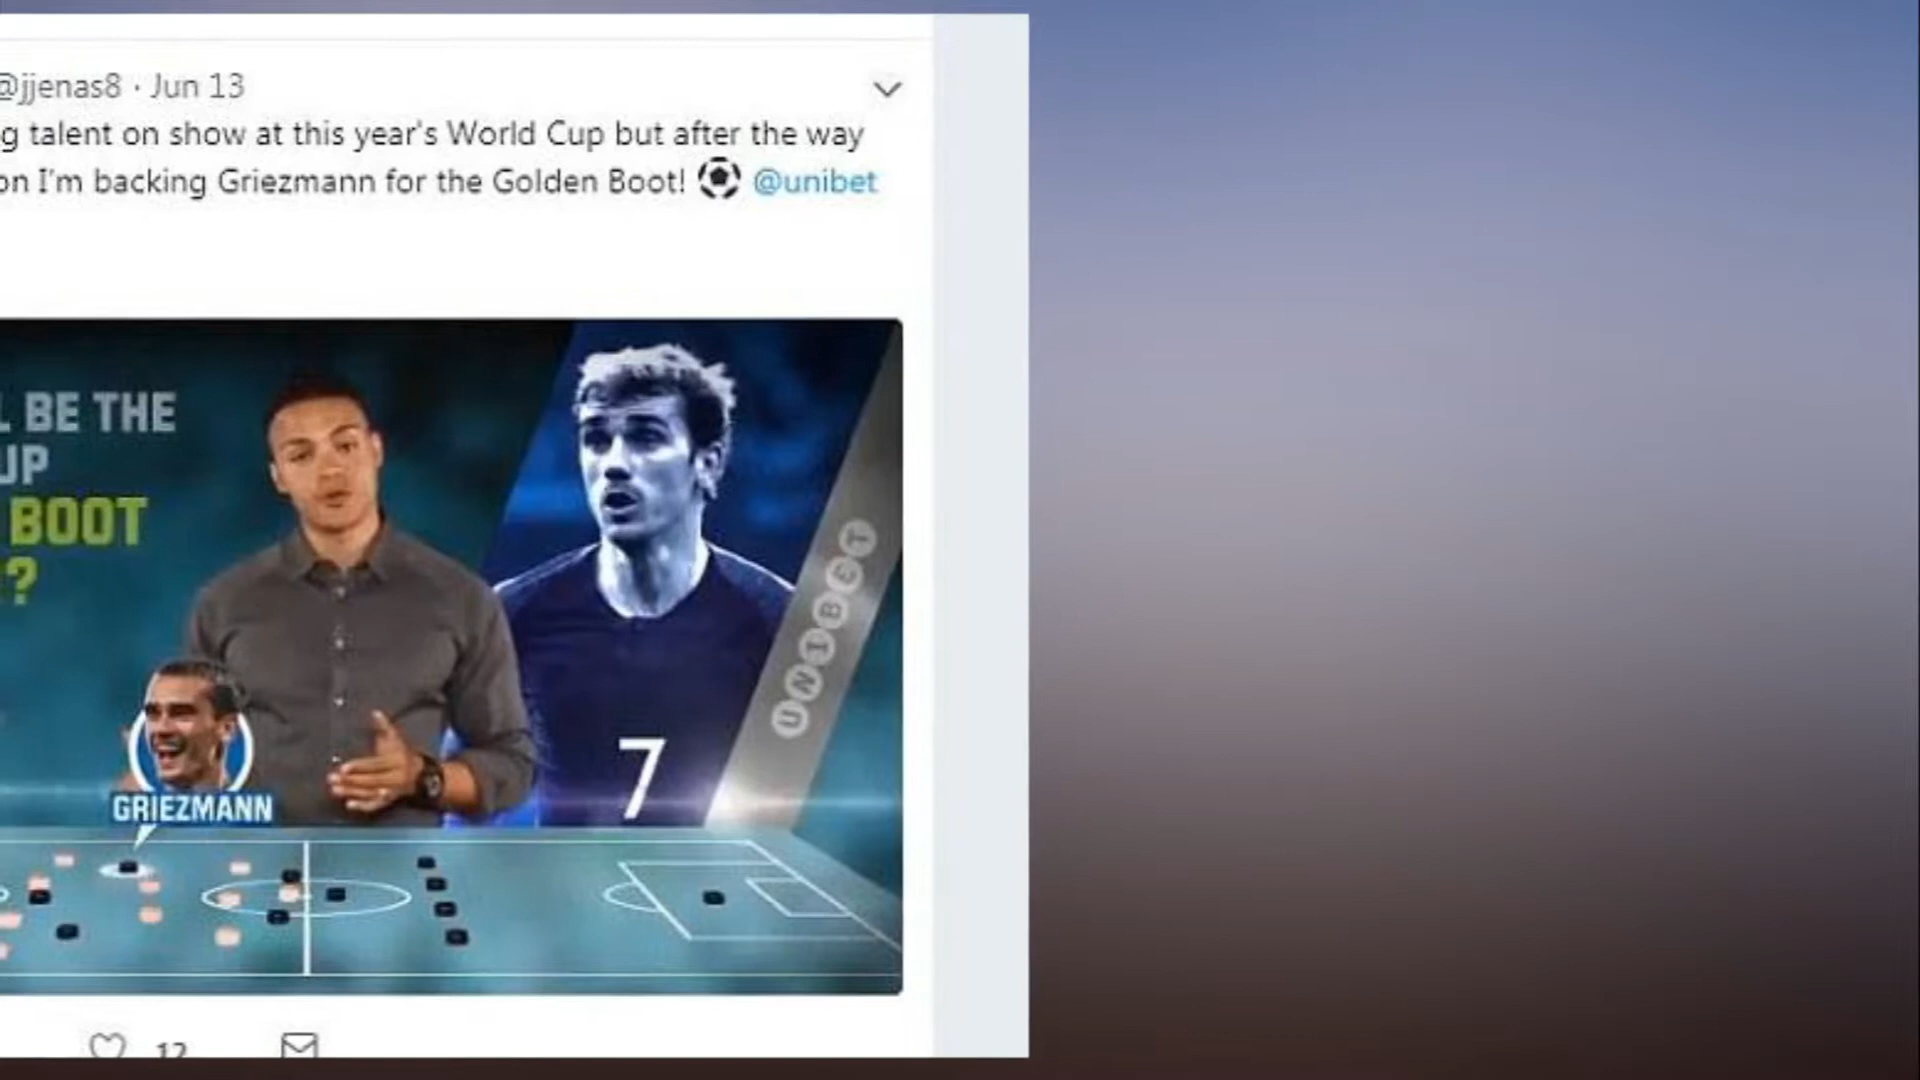 @jjenas8 · Jun 13
g talent on show at this year's World Cup but after the way
on I'm backing Griezmann for the Golden Boot! @unibet
L BE THE
UP
BOOT
?
UNIBET
7
GRIEZMANN
12